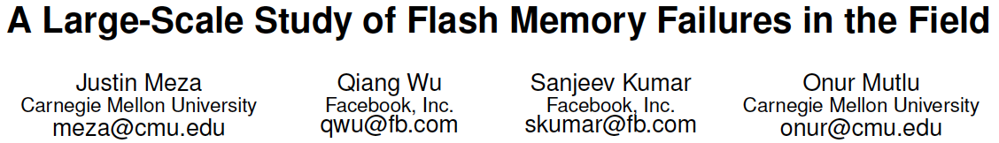 A Large-Scale Study of Flash Memory Failures in the Field
Justin Meza
Carnegie Mellon University
meza@cmu.edu
Qiang Wu
Facebook, Inc.
qwu@fb.com
Sanjeev Kumar
Facebook, Inc.
skumar@fb.com
Onur Mutlu
Carnegie Mellon University
onur@cmu.edu